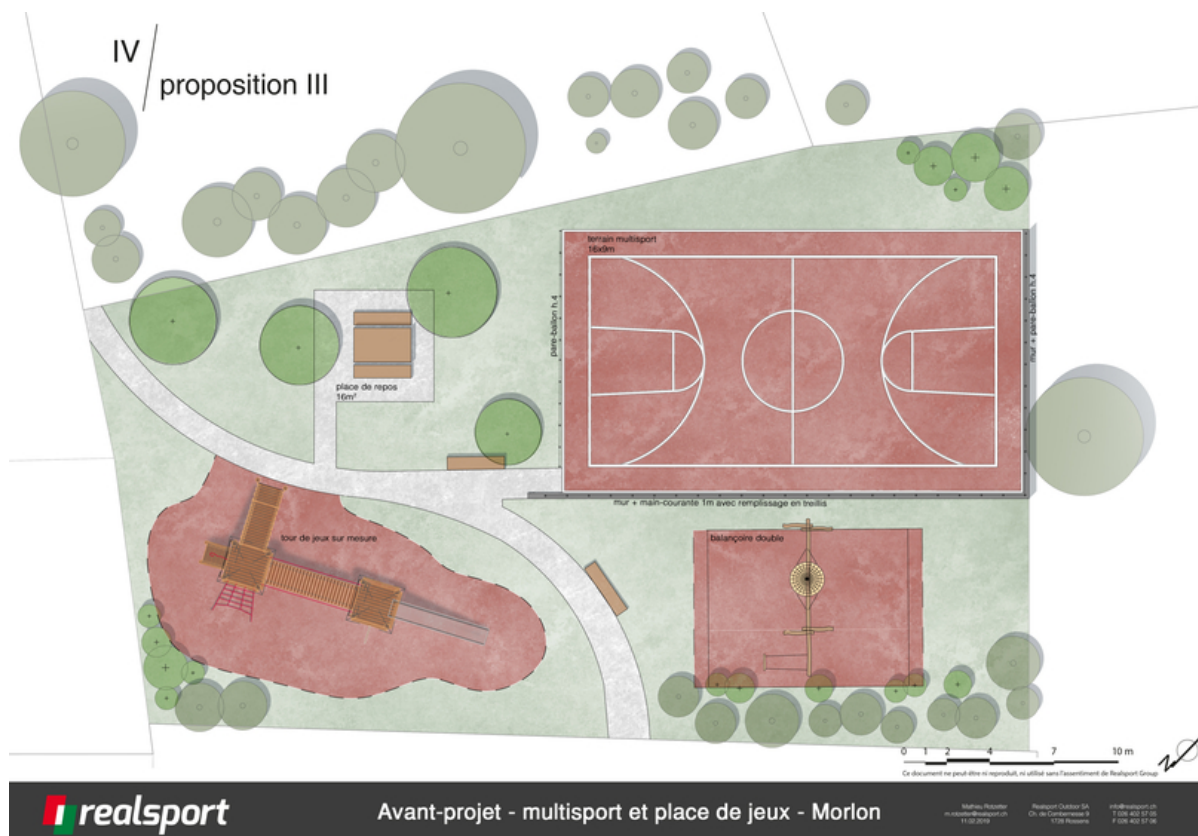 IV
proposition III
terrain multisport
16x9m
pare-ballon h.4
mur + pare-ballon h.4
place de repos
16m²
mur + main-courante 1m avec remplissage en treillis
tour de jeux sur mesure
balançoire double
0 1 2 4 7 10 m
Ce document ne peut être ni reproduit, ni utilisé sans l'assentiment de Realsport Group
realsport
Avant-projet - multisport et place de jeux - Morlon
Realsport Outdoor SA
info@realsport.ch
11.02.2019